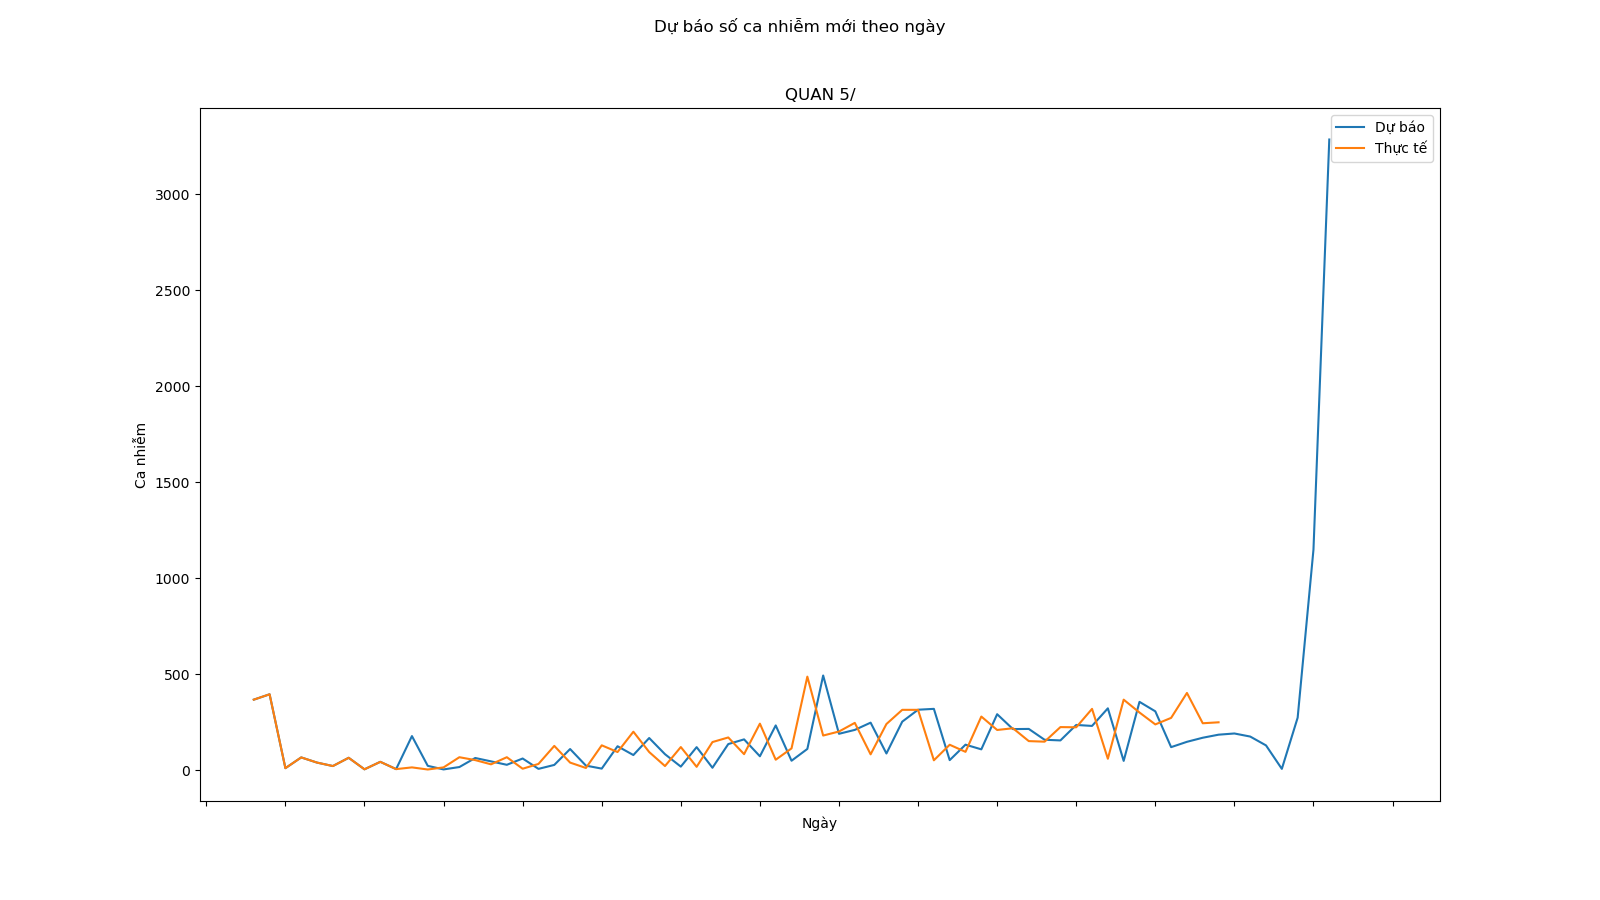 Dự báo số ca nhiễm mới theo ngày
QUAN 5/
Dự báo
Thực tế
3000
2500
2000
1500
1000
500
0
Ca nhiễm
Ngày